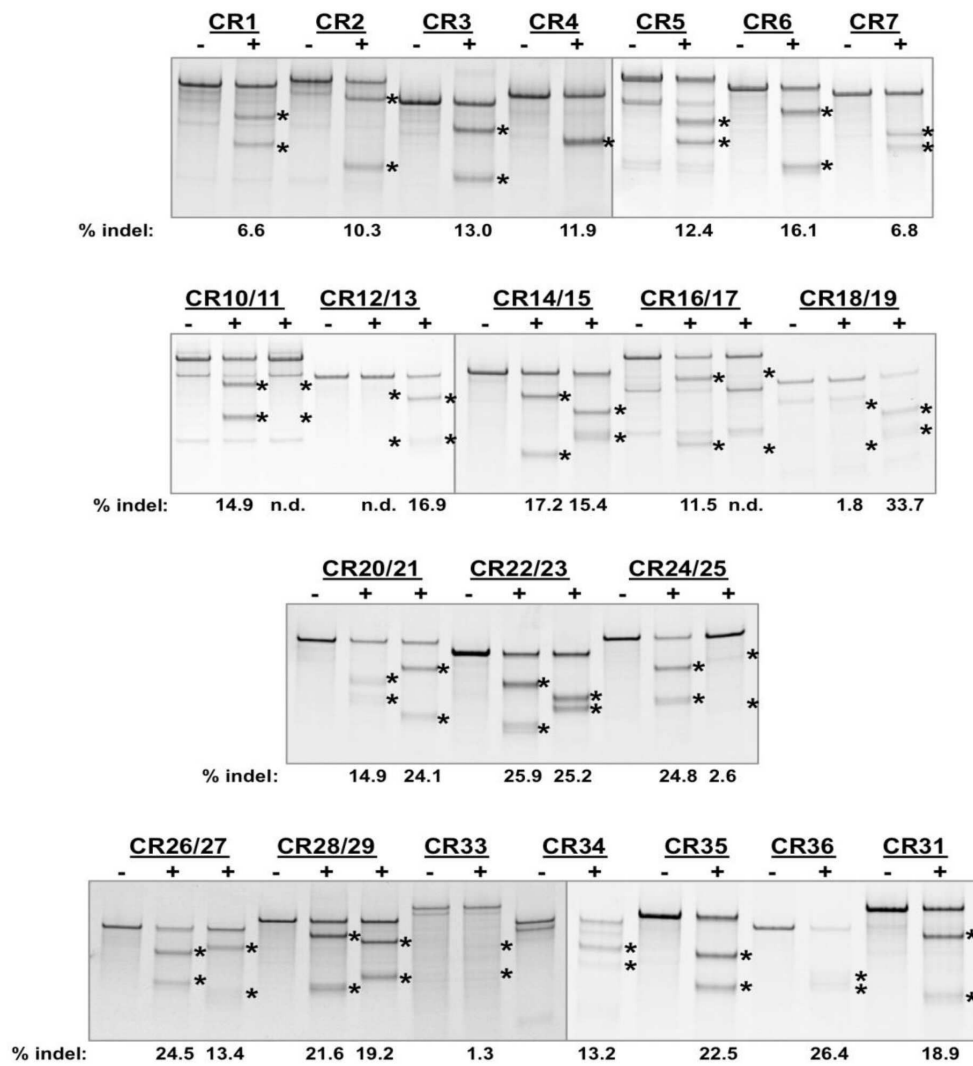 CR1 CR2 CR3 CR4 CR5 CR6 CR7
- + - + - + - + - + - + - +
* * * * * * * * * * * * *
% indel: 6.6 10.3 13.0 11.9 12.4 16.1 6.8
CR10/11 CR12/13 CR14/15 CR16/17 CR18/19
- + + - + + - + + - + + - + +
* * * * * * * * * * * * * * * * * * * *
% indel: 14.9 n.d. n.d. 16.9 17.2 15.4 11.5 n.d. 1.8 33.7
CR20/21 CR22/23 CR24/25
- + + - + + - + +
* * * * * * * * * * * *
% indel: 14.9 24.1 25.9 25.2 24.8 2.6
CR26/27 CR28/29 CR33 CR34 CR35 CR36 CR31
- + + - + + - + - + - + - + - +
* * * * * * * * * * * * * * * * * *
% indel: 24.5 13.4 21.6 19.2 1.3 13.2 22.5 26.4 18.9